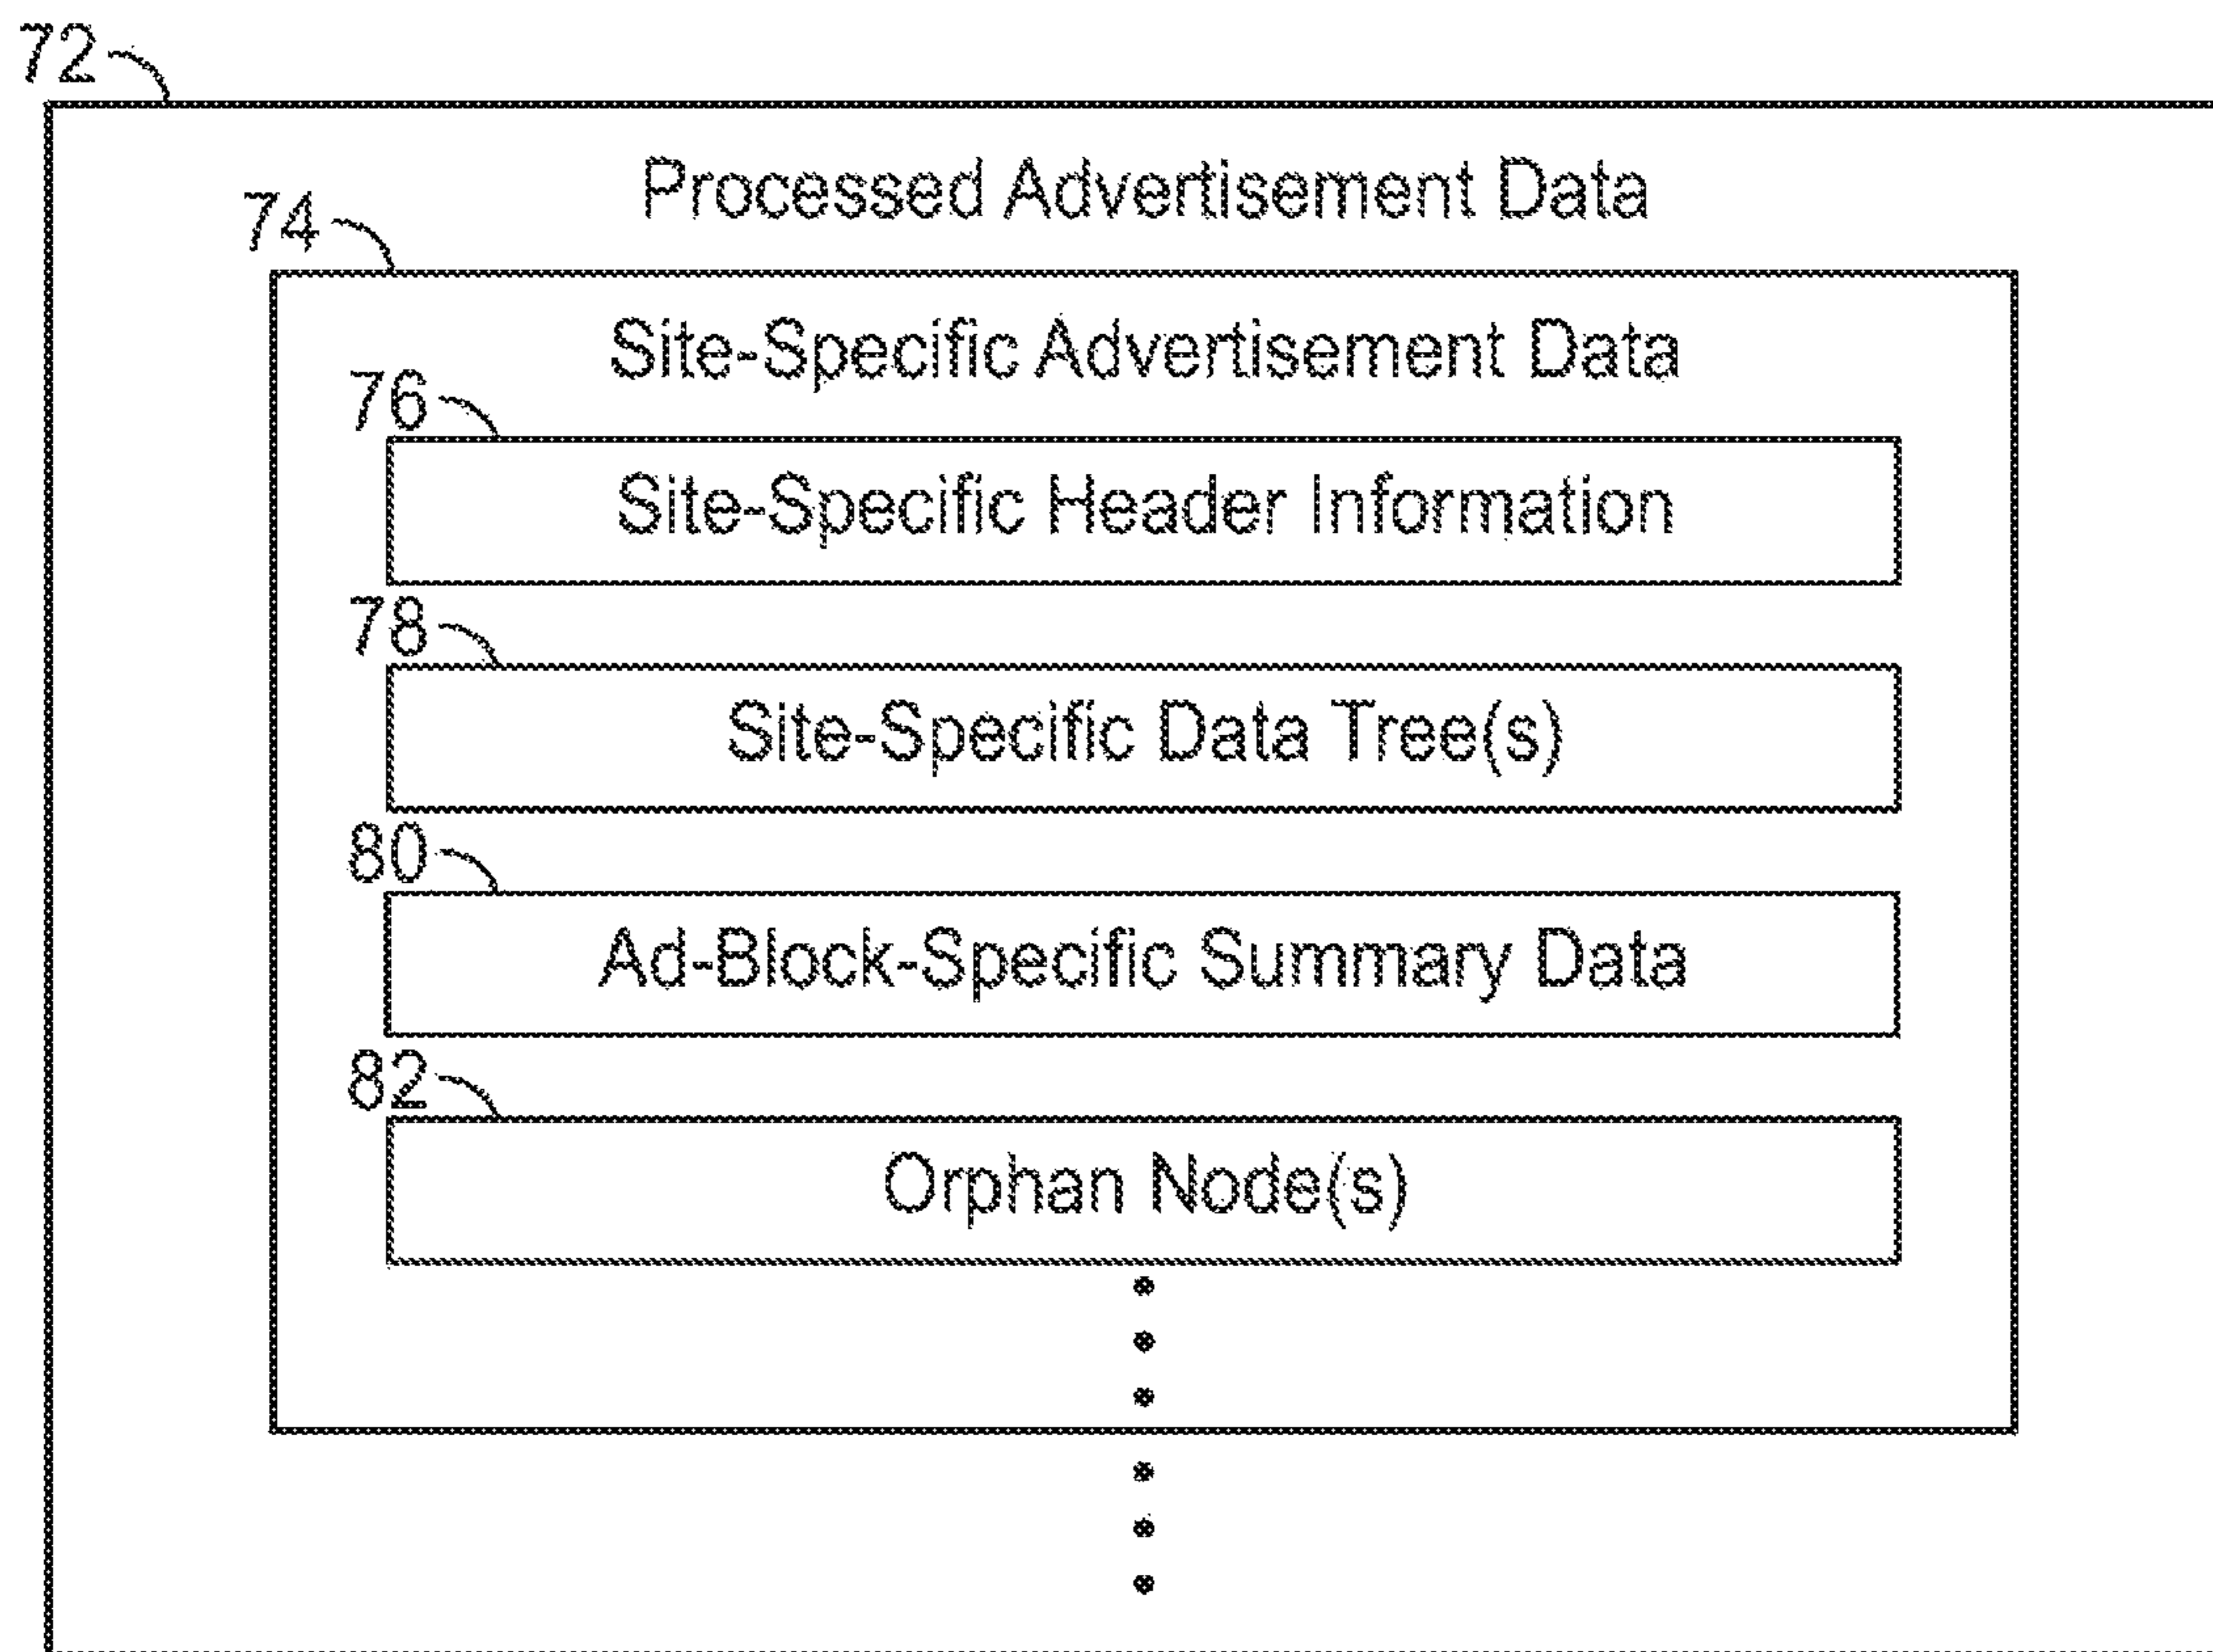 72
Processed Advertisement Data
74
Site-Specific Advertisement Data
76
Site-Specific Header Information
78
Site-Specific Data Tree(s)
80
Ad-Block-Specific Summary Data
82
Orphan Node(s)